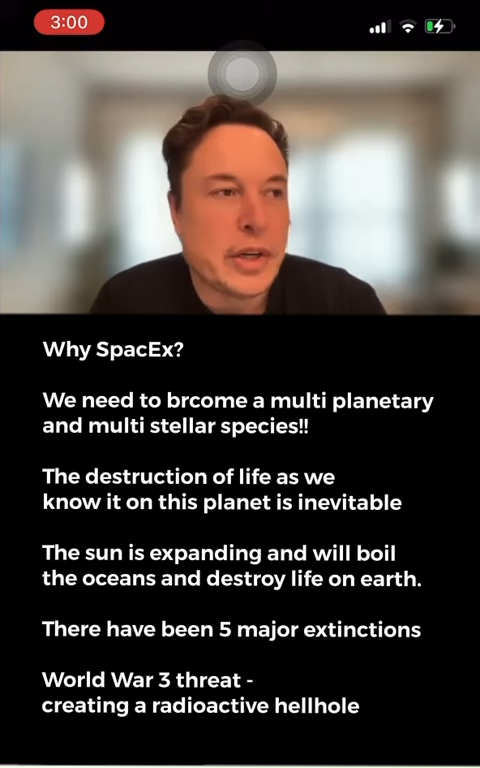 3:00
Why SpacEx?
We need to brcome a multi planetary
and multi stellar species!!
The destruction of life as we
know it on this planet is inevitable
The sun is expanding and will boil
the oceans and destroy life on earth.
There have been 5 major extinctions
World War 3 threat -
creating a radioactive hellhole